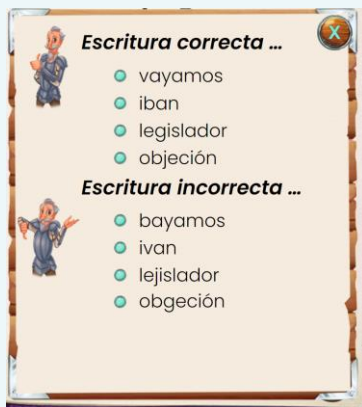 X
Escritura correcta ...
vayamos
iban
legislador
objeción
Escritura incorrecta ...
bayamos
ivan
lejislador
obgeción